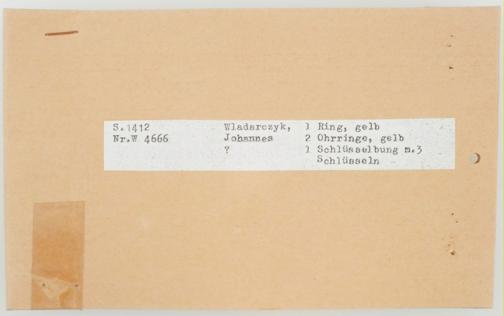 S.1412 Wladarczyk, 1 Ring, gelb
Nr.W 4666 Johannes 2 Ohrringe, gelb
? 1 Schlüsselbung m.3
Schlüsseln